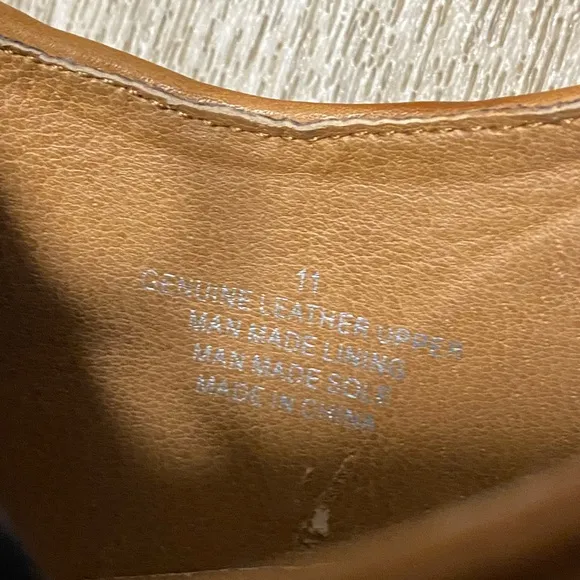 11
GENUINE LEATHER UPPER
MAN MADE LINING
MAN MADE SOLE
MADE IN CHINA